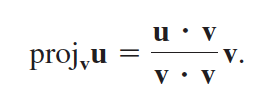 proj_v u = (u · v)/(v · v) v.